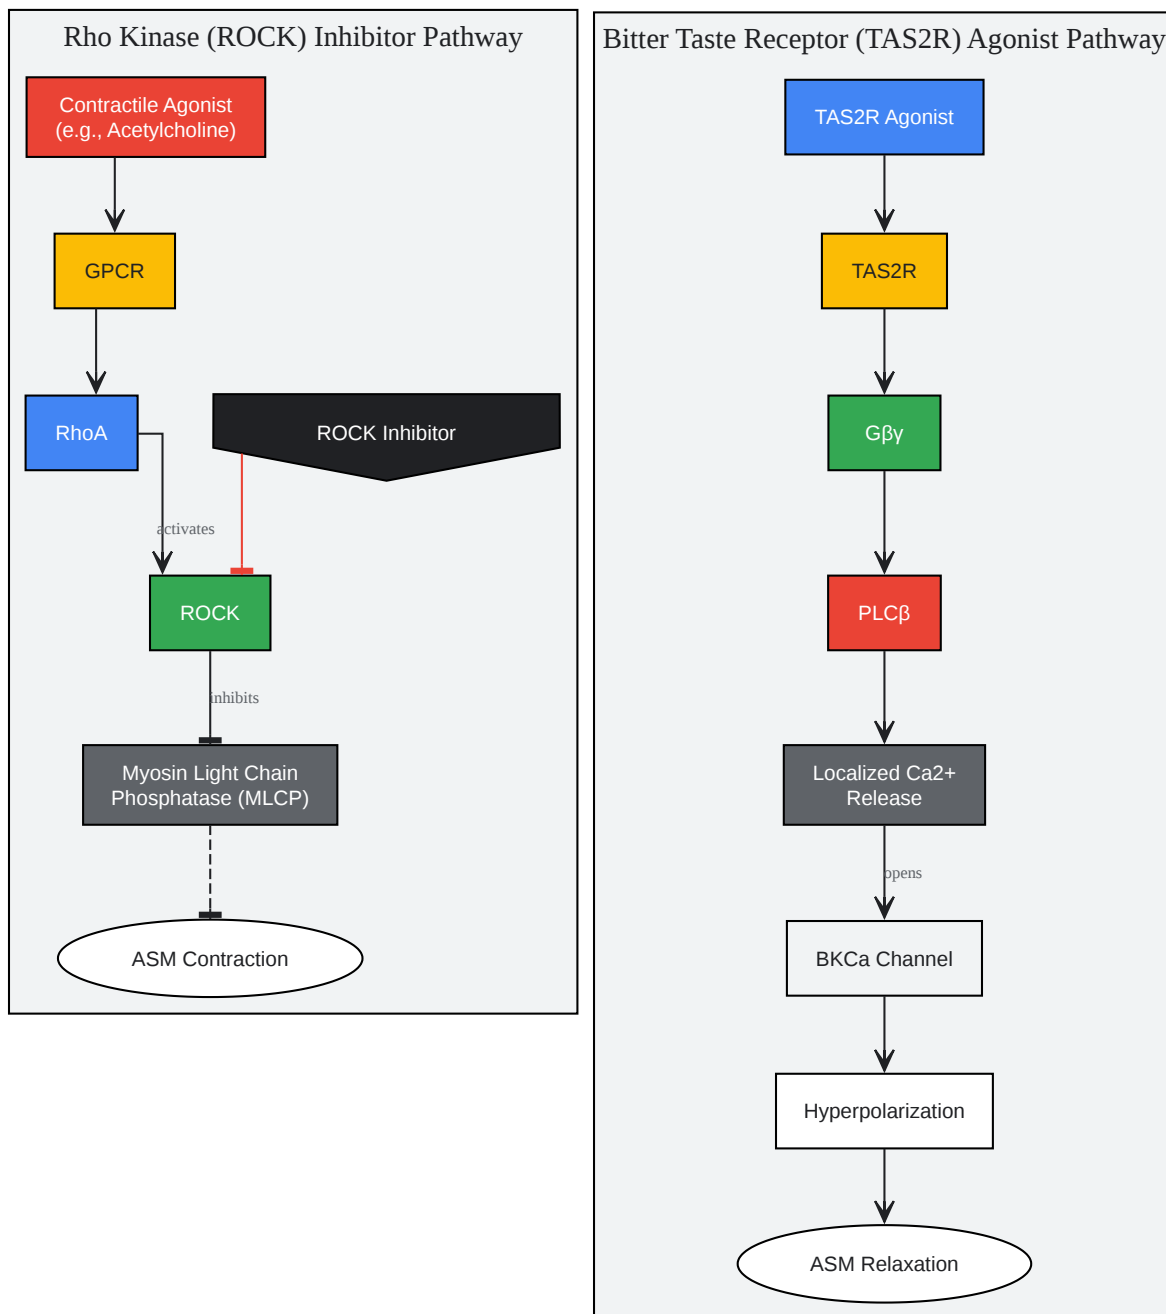 Rho Kinase (ROCK) Inhibitor Pathway
Contractile Agonist
(e.g., Acetylcholine)
GPCR
RhoA
ROCK Inhibitor
activates
ROCK
inhibits
Myosin Light Chain
Phosphatase (MLCP)
ASM Contraction
Bitter Taste Receptor (TAS2R) Agonist Pathway
TAS2R Agonist
TAS2R
Gβγ
PLCβ
Localized Ca2+
Release
opens
BKCa Channel
Hyperpolarization
ASM Relaxation